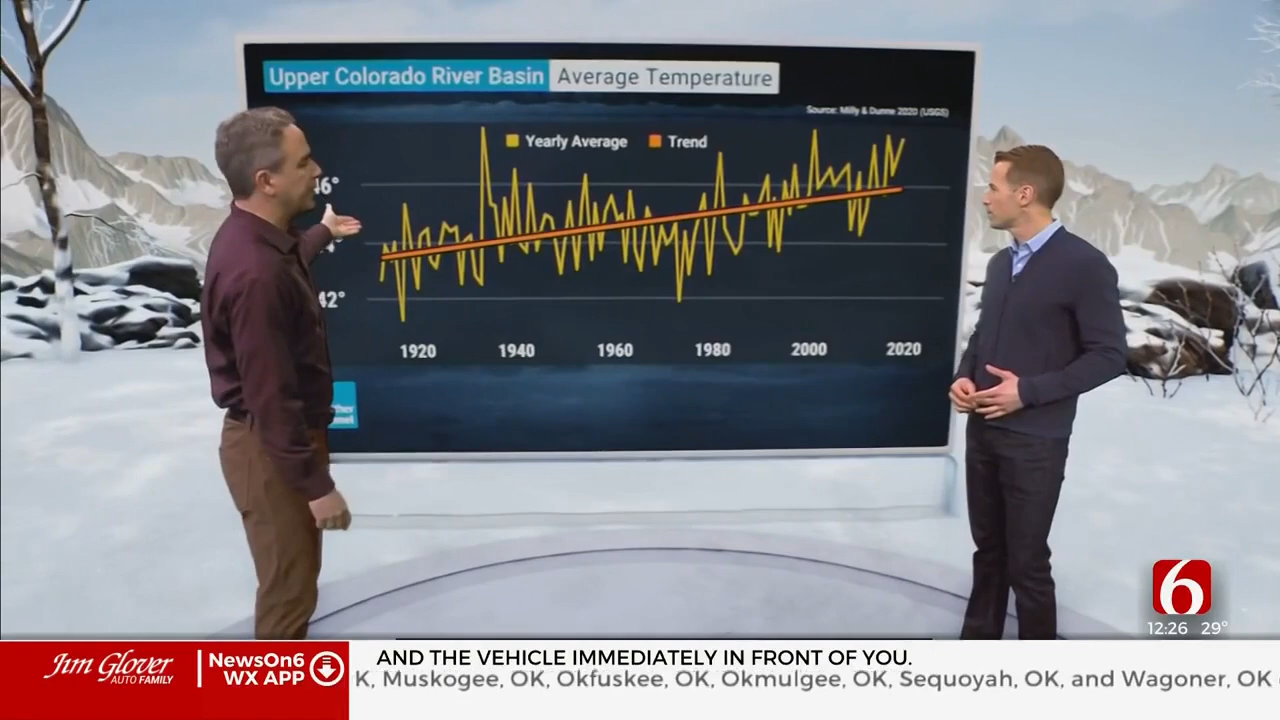 Upper Colorado River Basin Average Temperature
Source: Milly & Dunne 2020 (USGS)
Yearly Average Trend
46°
42°
1920 1940 1960 1980 2000 2020
6
12:26 29°
Jim Glover
AUTO FAMILY
NewsOn6
WX APP
AND THE VEHICLE IMMEDIATELY IN FRONT OF YOU.
K, Muskogee, OK, Okfuskee, OK, Okmulgee, OK, Sequoyah, OK, and Wagoner, OK